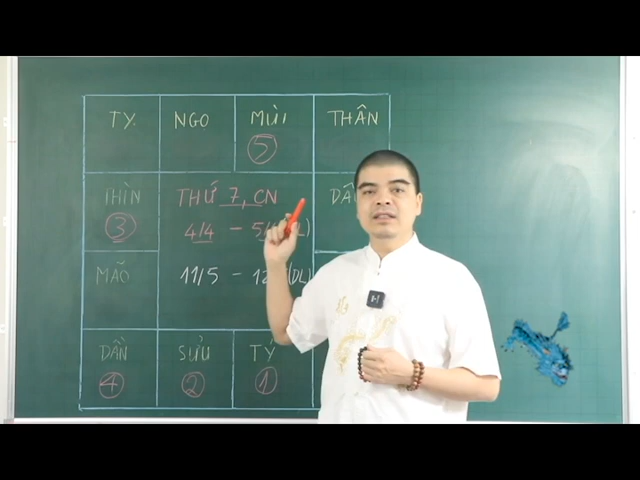 TỴ NGỌ MÙI THÂN
5
THÌN THỨ 7, CN
3 4/4 -
MÃO 11/5 - (DL)
DẦN SỬU TÝ
4 2 1